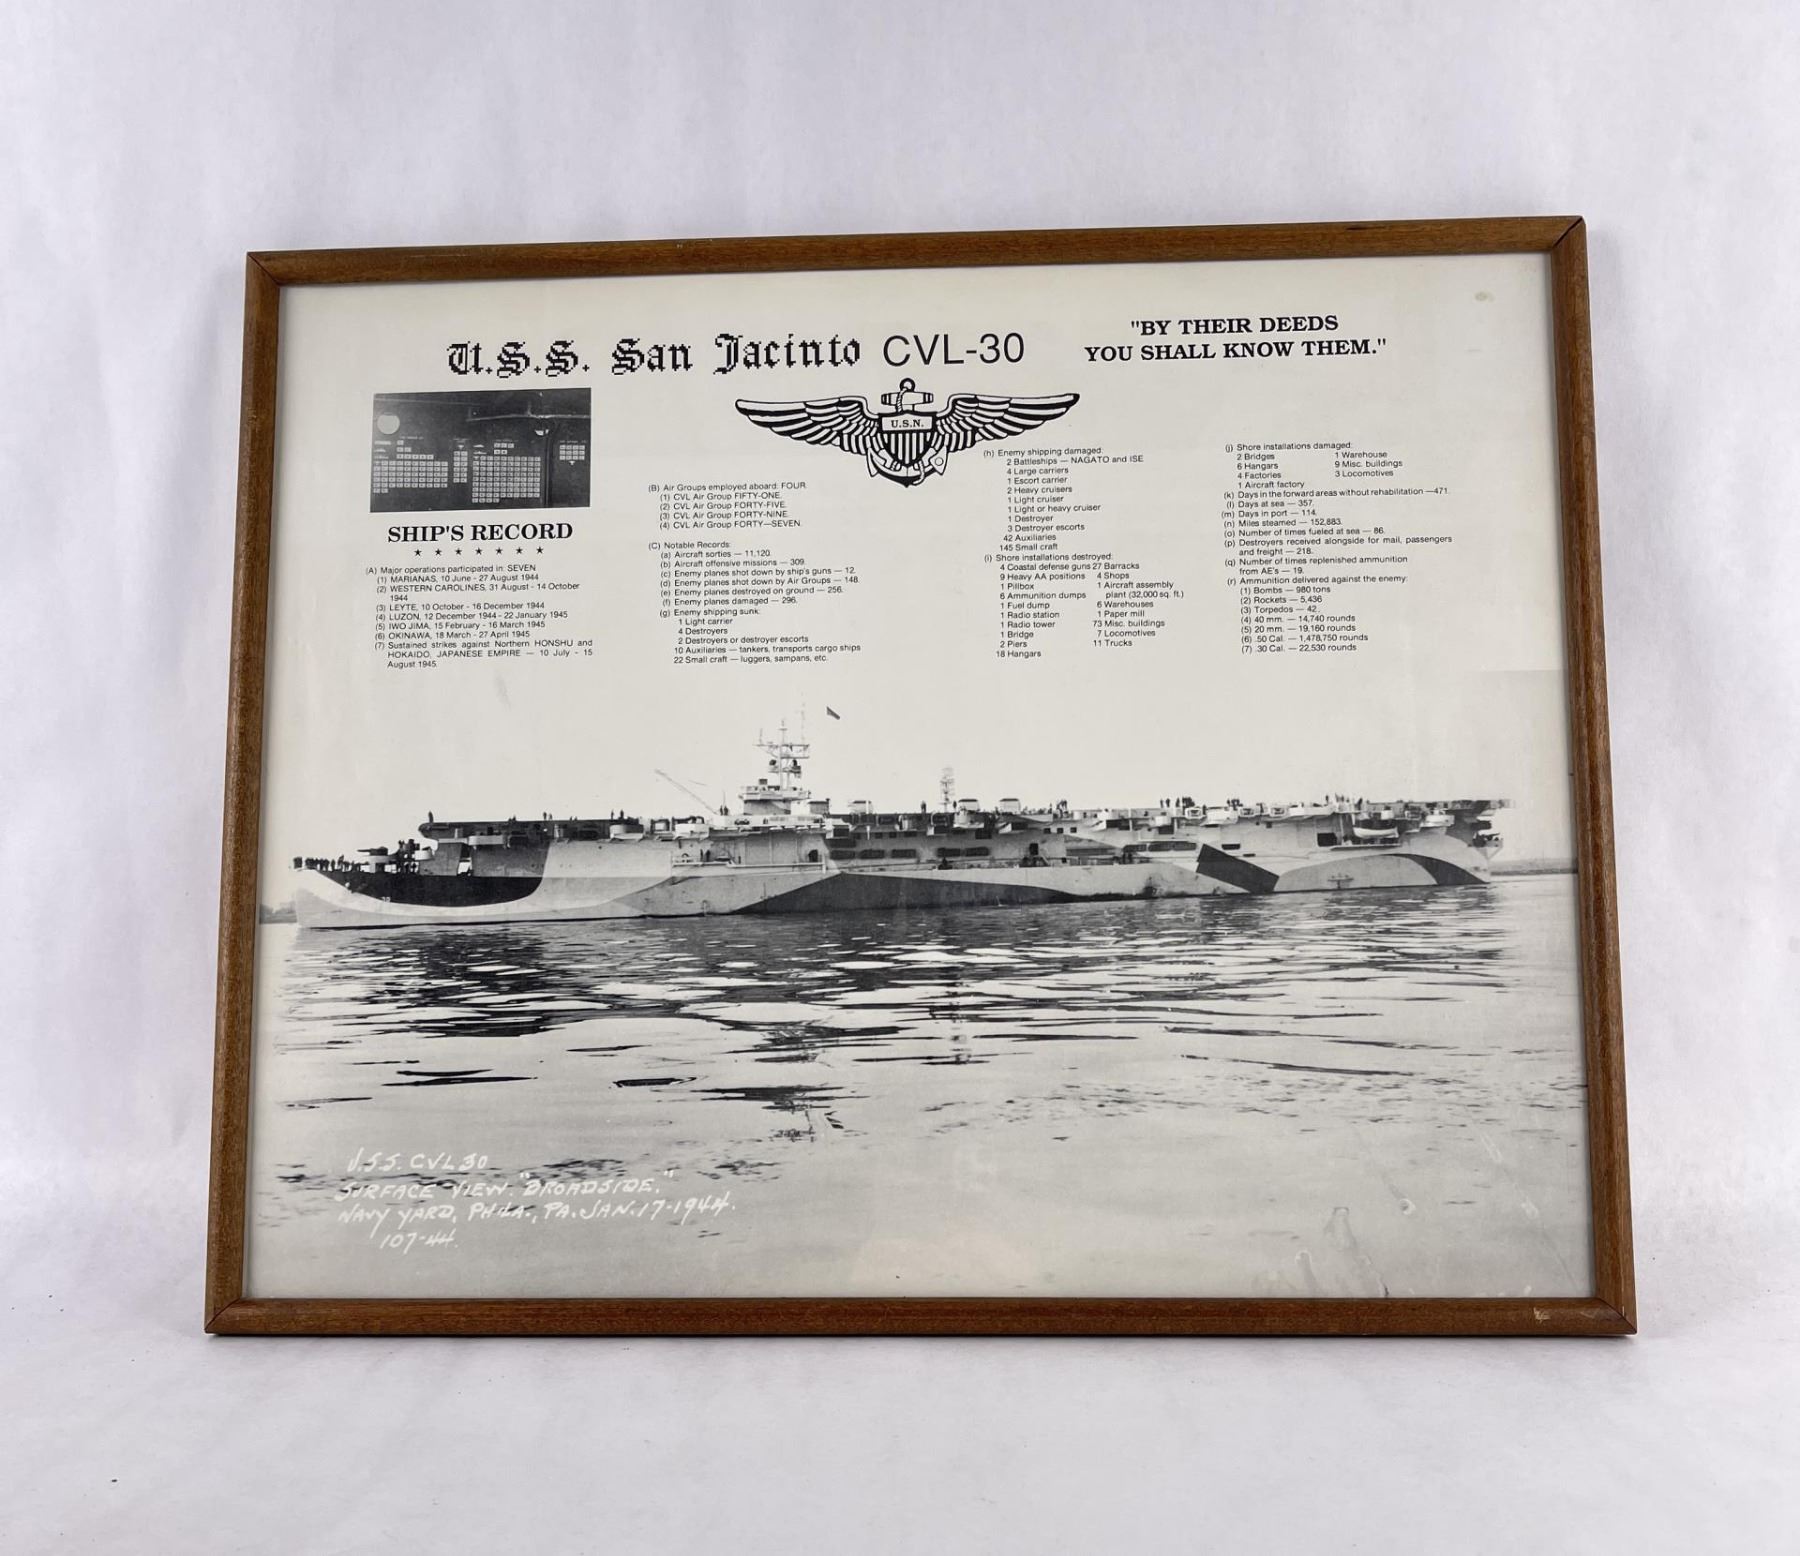 U.S.S. San Jacinto CVL-30
"BY THEIR DEEDS
YOU SHALL KNOW THEM."
U.S.N.
SHIP'S RECORD
(A) Major operations participated in: SEVEN
(1) MARIANAS, 10 June - 27 August 1944
(2) WESTERN CAROLINES, 31 August - 14 October
1944
(3) LEYTE, 10 October - 16 December 1944
(4) LUZON, 12 December 1944 - 22 January 1945
(5) IWO JIMA, 15 February - 16 March 1945
(6) OKINAWA, 18 March - 27 April 1945
(7) Sustained strikes against Northern HONSHU and
HOKAIDO, JAPANESE EMPIRE — 10 July - 15
August 1945.
(B) Air Groups employed aboard: FOUR.
(1) CVL Air Group FIFTY-ONE.
(2) CVL Air Group FORTY-FIVE.
(3) CVL Air Group FORTY-NINE.
(4) CVL Air Group FORTY—SEVEN.
(C) Notable Records:
(a) Aircraft sorties — 11,120.
(b) Aircraft offensive missions — 309.
(c) Enemy planes shot down by ship's guns — 12.
(d) Enemy planes shot down by Air Groups — 148.
(e) Enemy planes destroyed on ground — 256.
(f) Enemy planes damaged — 296.
(g) Enemy shipping sunk:
1 Light carrier
4 Destroyers
2 Destroyers or destroyer escorts
10 Auxiliaries — tankers, transports cargo ships
22 Small craft — luggers, sampans, etc.
(h) Enemy shipping damaged:
2 Battleships — NAGATO and ISE
4 Large carriers
1 Escort carrier
2 Heavy cruisers
1 Light cruiser
1 Light or heavy cruiser
1 Destroyer
3 Destroyer escorts
42 Auxiliaries
145 Small craft
(i) Shore installations destroyed:
4 Coastal defense guns 27 Barracks
9 Heavy AA positions 4 Shops
1 Pillbox 1 Aircraft assembly
6 Ammunition dumps plant (32,000 sq. ft.)
1 Fuel dump 6 Warehouses
1 Radio station 1 Paper mill
1 Radio tower 73 Misc. buildings
1 Bridge 7 Locomotives
2 Piers 11 Trucks
18 Hangars
(j) Shore installations damaged:
2 Bridges 1 Warehouse
6 Hangars 9 Misc. buildings
4 Factories 3 Locomotives
1 Aircraft factory
(k) Days in the forward areas without rehabilitation —471.
(l) Days at sea — 357.
(m) Days in port — 114.
(n) Miles steamed — 152,883.
(o) Number of times fueled at sea — 86.
(p) Destroyers received alongside for mail, passengers
and freight — 218.
(q) Number of times replenished ammunition
from AE's — 19.
(r) Ammunition delivered against the enemy:
(1) Bombs — 980 tons
(2) Rockets — 5,436
(3) Torpedos — 42.
(4) 40 mm. — 14,740 rounds
(5) 20 mm. — 19,160 rounds
(6) .50 Cal. — 1,478,750 rounds
(7) .30 Cal. — 22,530 rounds
30
U.S.S. CVL 30
SURFACE VIEW. "BROADSIDE."
NAVY YARD, PHILA., PA. JAN. 17-1944.
107-44.